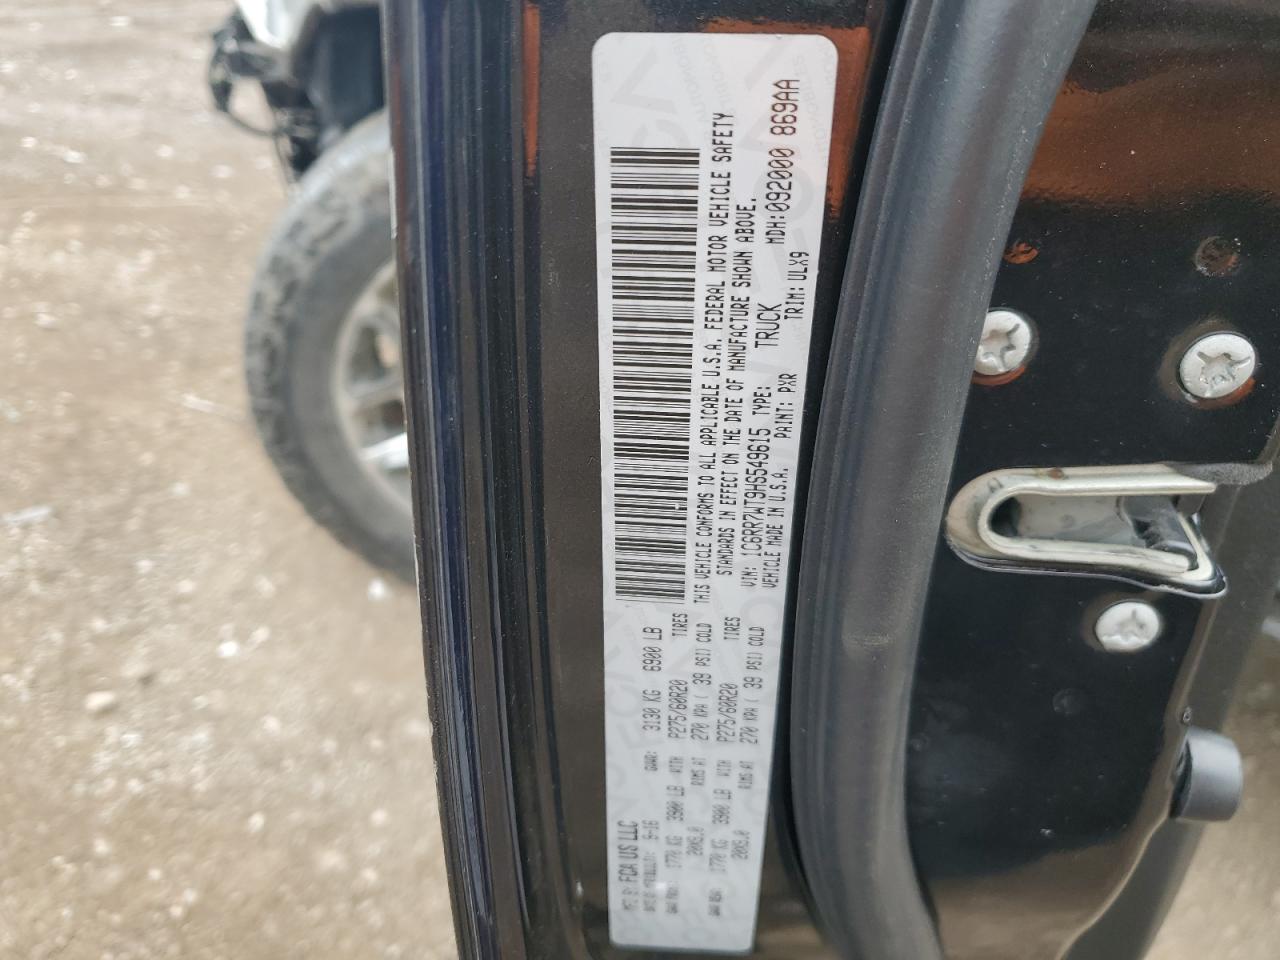 MFD BY: FCA US LLC
DATE OF MFR: 9-16 GVWR: 3130 KG 6900 LB
GAWR FRONT: 1770 KG 3900 LB WITH P275/60R20 TIRES
20X9.0 RIMS AT 270 KPA ( 39 PSI) COLD
GAWR REAR: 1770 KG 3900 LB WITH P275/60R20 TIRES
20X9.0 RIMS AT 270 KPA ( 39 PSI) COLD
THIS VEHICLE CONFORMS TO ALL APPLICABLE U.S.A. FEDERAL MOTOR VEHICLE SAFETY
STANDARDS IN EFFECT ON THE DATE OF MANUFACTURE SHOWN ABOVE.
VIN: 1C6RR7WT9HS549615 TYPE: TRUCK MDH:092000 869AA
VEHICLE MADE IN U.S.A. PAINT: PXR TRIM: ULX9